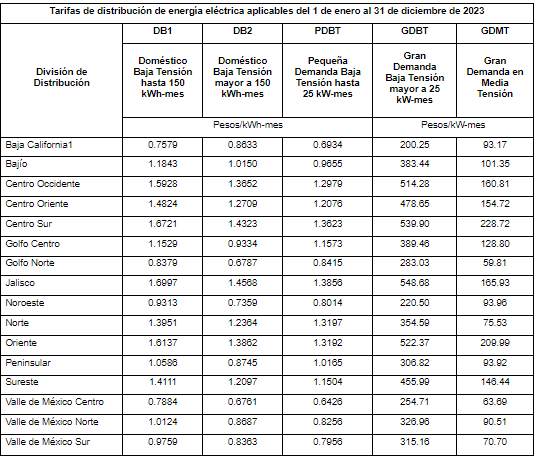 Tarifas de distribución de energía eléctrica aplicables del 1 de enero al 31 de diciembre de 2023
División de Distribución DB1 DB2 PDBT GDBT GDMT
Doméstico Baja Tensión hasta 150 kWh-mes Doméstico Baja Tensión mayor a 150 kWh-mes Pequeña Demanda Baja Tensión hasta 25 kW-mes Gran Demanda Baja Tensión mayor a 25 kW-mes Gran Demanda en Media Tensión
Pesos/kWh-mes Pesos/kW-mes
Baja California1 0.7579 0.8633 0.6934 200.25 93.17
Bajío 1.1843 1.0150 0.9655 383.44 101.35
Centro Occidente 1.5928 1.3652 1.2979 514.28 160.81
Centro Oriente 1.4824 1.2709 1.2076 478.65 154.72
Centro Sur 1.6721 1.4323 1.3623 539.90 228.72
Golfo Centro 1.1529 0.9334 1.1573 389.46 128.80
Golfo Norte 0.8379 0.6787 0.8415 283.03 59.81
Jalisco 1.6997 1.4568 1.3856 548.68 165.93
Noroeste 0.9313 0.7359 0.8014 220.50 93.96
Norte 1.3951 1.2364 1.3197 354.59 75.53
Oriente 1.6137 1.3862 1.3192 522.37 209.99
Peninsular 1.0586 0.8745 1.0165 306.82 93.92
Sureste 1.4111 1.2097 1.1504 455.99 146.44
Valle de México Centro 0.7884 0.6761 0.6426 254.71 63.69
Valle de México Norte 1.0124 0.8687 0.8256 326.96 90.51
Valle de México Sur 0.9759 0.8363 0.7956 315.16 70.70